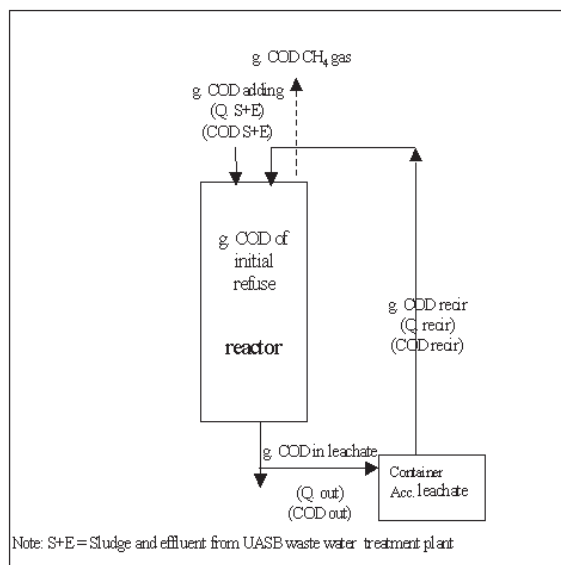 g. COD CH₄ gas
g. COD adding
(Q. S+E)
(COD S+E)
g. COD of
initial
refuse
reactor
g. COD recir
(Q. recir)
(COD recir)
g. COD in leachate
(Q. out)
(COD out)
Container
Acc. leachate
Note: S+E = Sludge and effluent from UASB waste water treatment plant